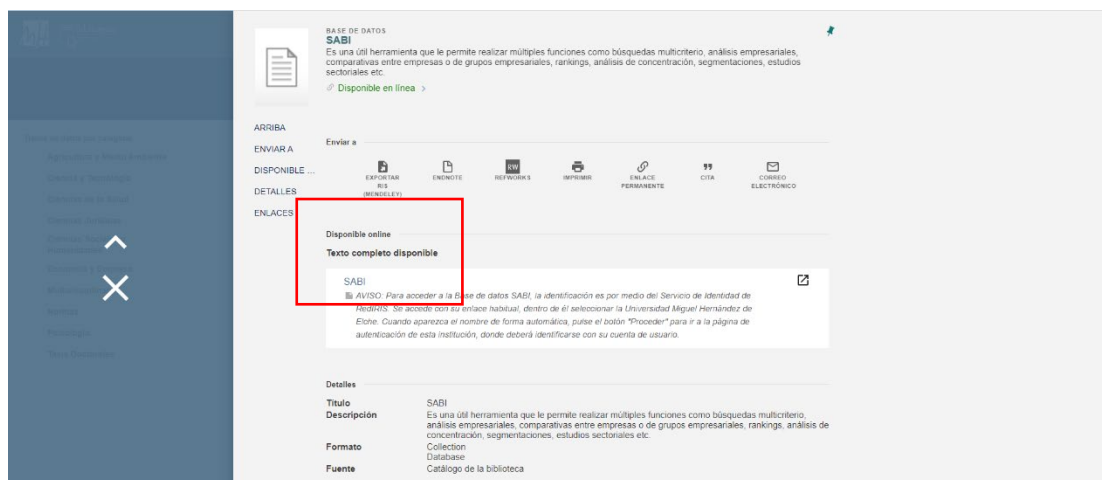 BASE DE DATOS
SABI
Es una útil herramienta que le permite realizar múltiples funciones como búsquedas multicriterio, análisis empresariales,
comparativas entre empresas o de grupos empresariales, rankings, análisis de concentración, segmentaciones, estudios
sectoriales etc.
Disponible en línea >
ARRIBA
ENVIAR A
DISPONIBLE ...
DETALLES
ENLACES
Enviar a
EXPORTAR
RIS
(MENDELEY)
ENDNOTE
RW
REFWORKS
IMPRIMIR
ENLACE
PERMANENTE
CITA
CORREO
ELECTRÓNICO
Disponible online
Texto completo disponible
SABI
AVISO: Para acceder a la Base de datos SABI, la identificación es por medio del Servicio de Identidad de
RedIRIS. Se accede con su enlace habitual, dentro de él seleccionar la Universidad Miguel Hernández de
Elche. Cuando aparezca el nombre de forma automática, pulse el botón "Proceder" para ir a la página de
autenticación de esta institución, donde deberá identificarse con su cuenta de usuario.
Detalles
Título SABI
Descripción Es una útil herramienta que le permite realizar múltiples funciones como búsquedas multicriterio,
análisis empresariales, comparativas entre empresas o de grupos empresariales, rankings, análisis de
concentración, segmentaciones, estudios sectoriales etc.
Formato Collection
Database
Fuente Catálogo de la biblioteca